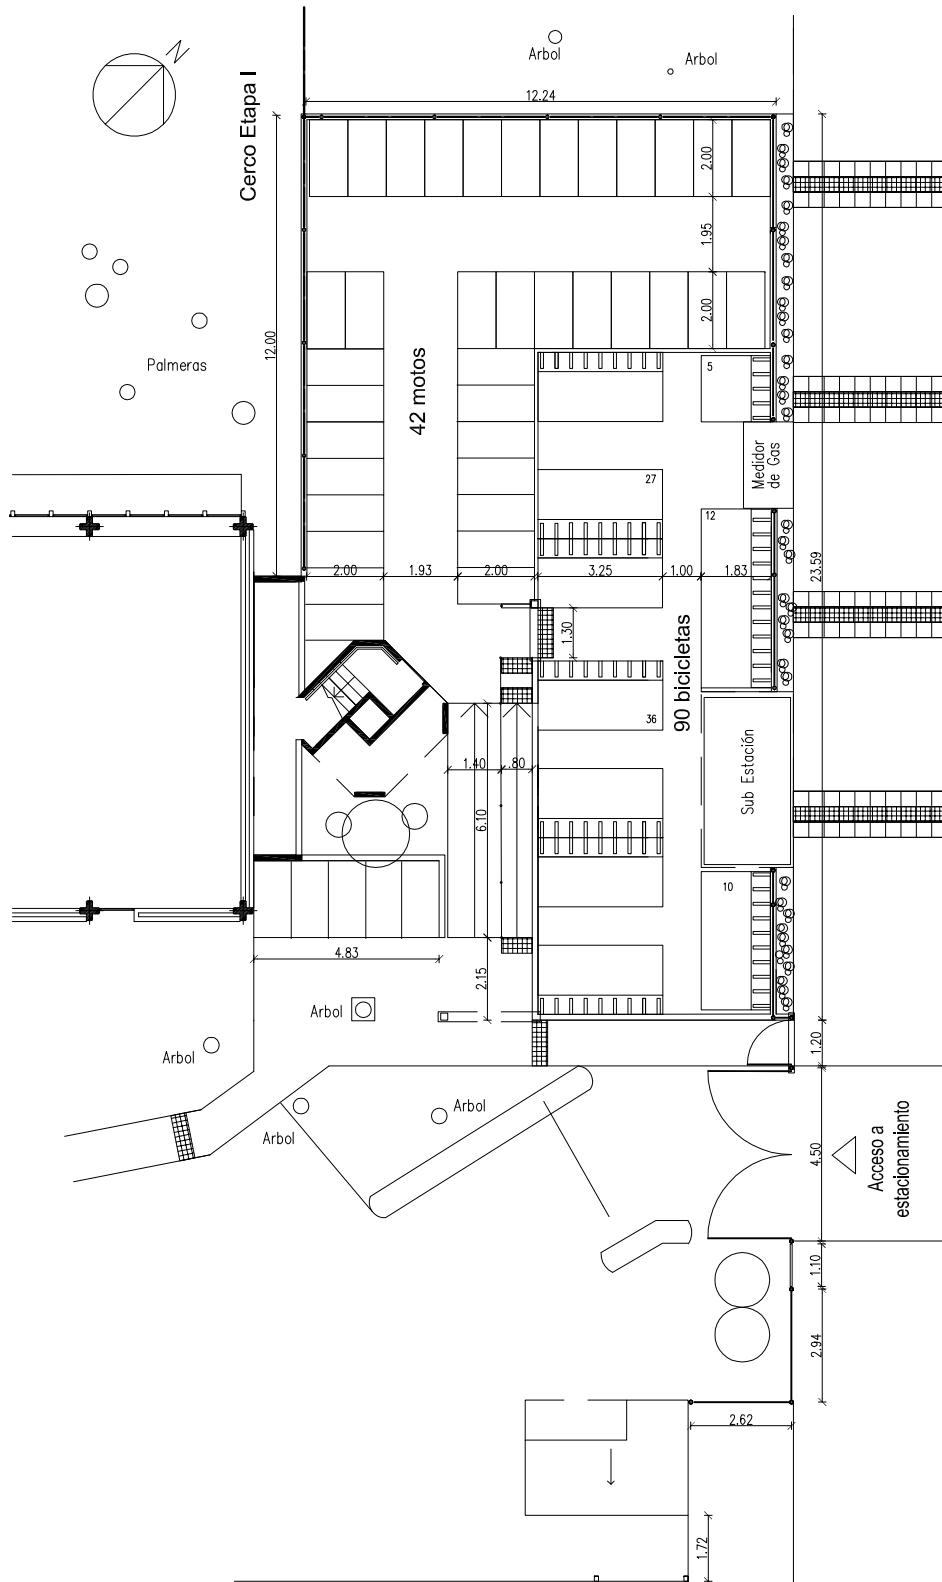 N
Cerco Etapa I
Arbol
Arbol
12.24
2.00
1.95
2.00
12.00
Palmeras
42 motos
5
Medidor
de Gas
27
12
23.59
2.00
1.93
2.00
3.25
1.00
1.83
1.30
90 bicicletas
36
Sub Estación
1.40
.80
6.10
10
4.83
2.15
Arbol
Arbol
1.20
Arbol
Arbol
4.50
Acceso a
estacionamiento
1.10
2.94
2.62
1.72